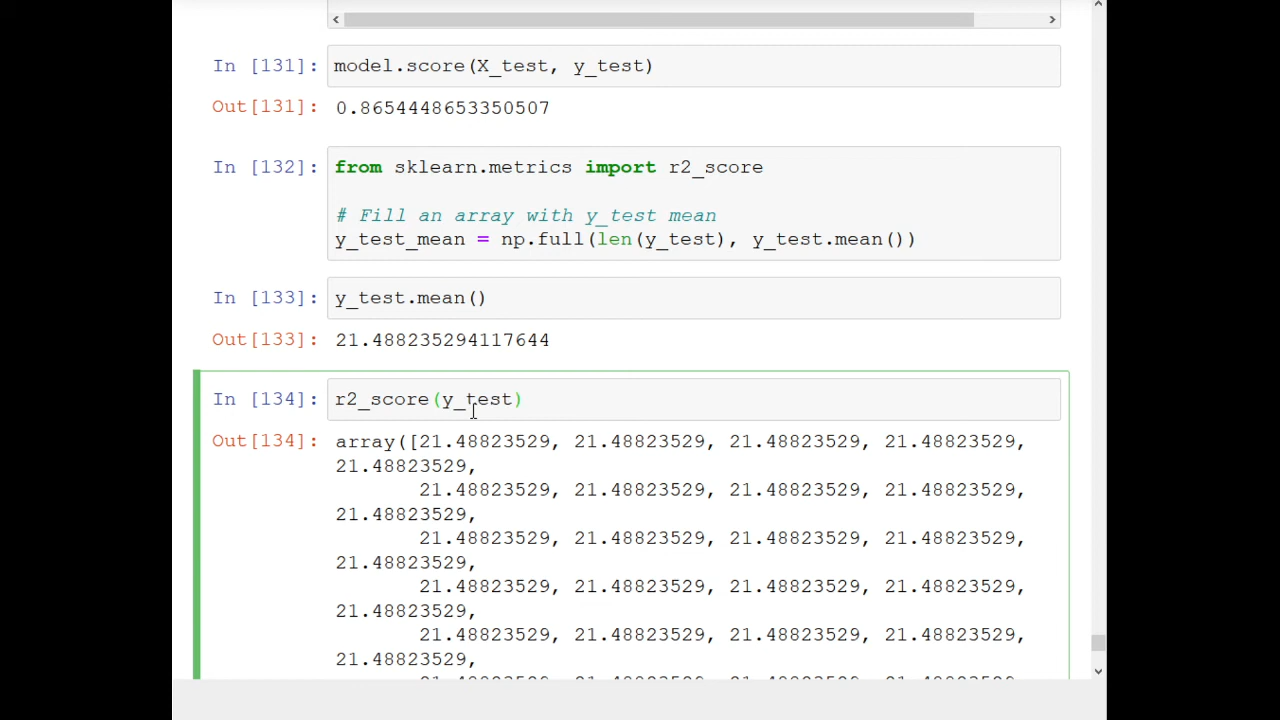 In [131]: model.score(X_test, y_test)
Out[131]: 0.8654448653350507
In [132]: from sklearn.metrics import r2_score
# Fill an array with y_test mean
y_test_mean = np.full(len(y_test), y_test.mean())
In [133]: y_test.mean()
Out[133]: 21.488235294117644
In [134]: r2_score(y_test)
Out[134]: array([21.48823529, 21.48823529, 21.48823529, 21.48823529,
21.48823529,
21.48823529, 21.48823529, 21.48823529, 21.48823529,
21.48823529,
21.48823529, 21.48823529, 21.48823529, 21.48823529,
21.48823529,
21.48823529, 21.48823529, 21.48823529, 21.48823529,
21.48823529,
21.48823529, 21.48823529, 21.48823529, 21.48823529,
21.48823529,